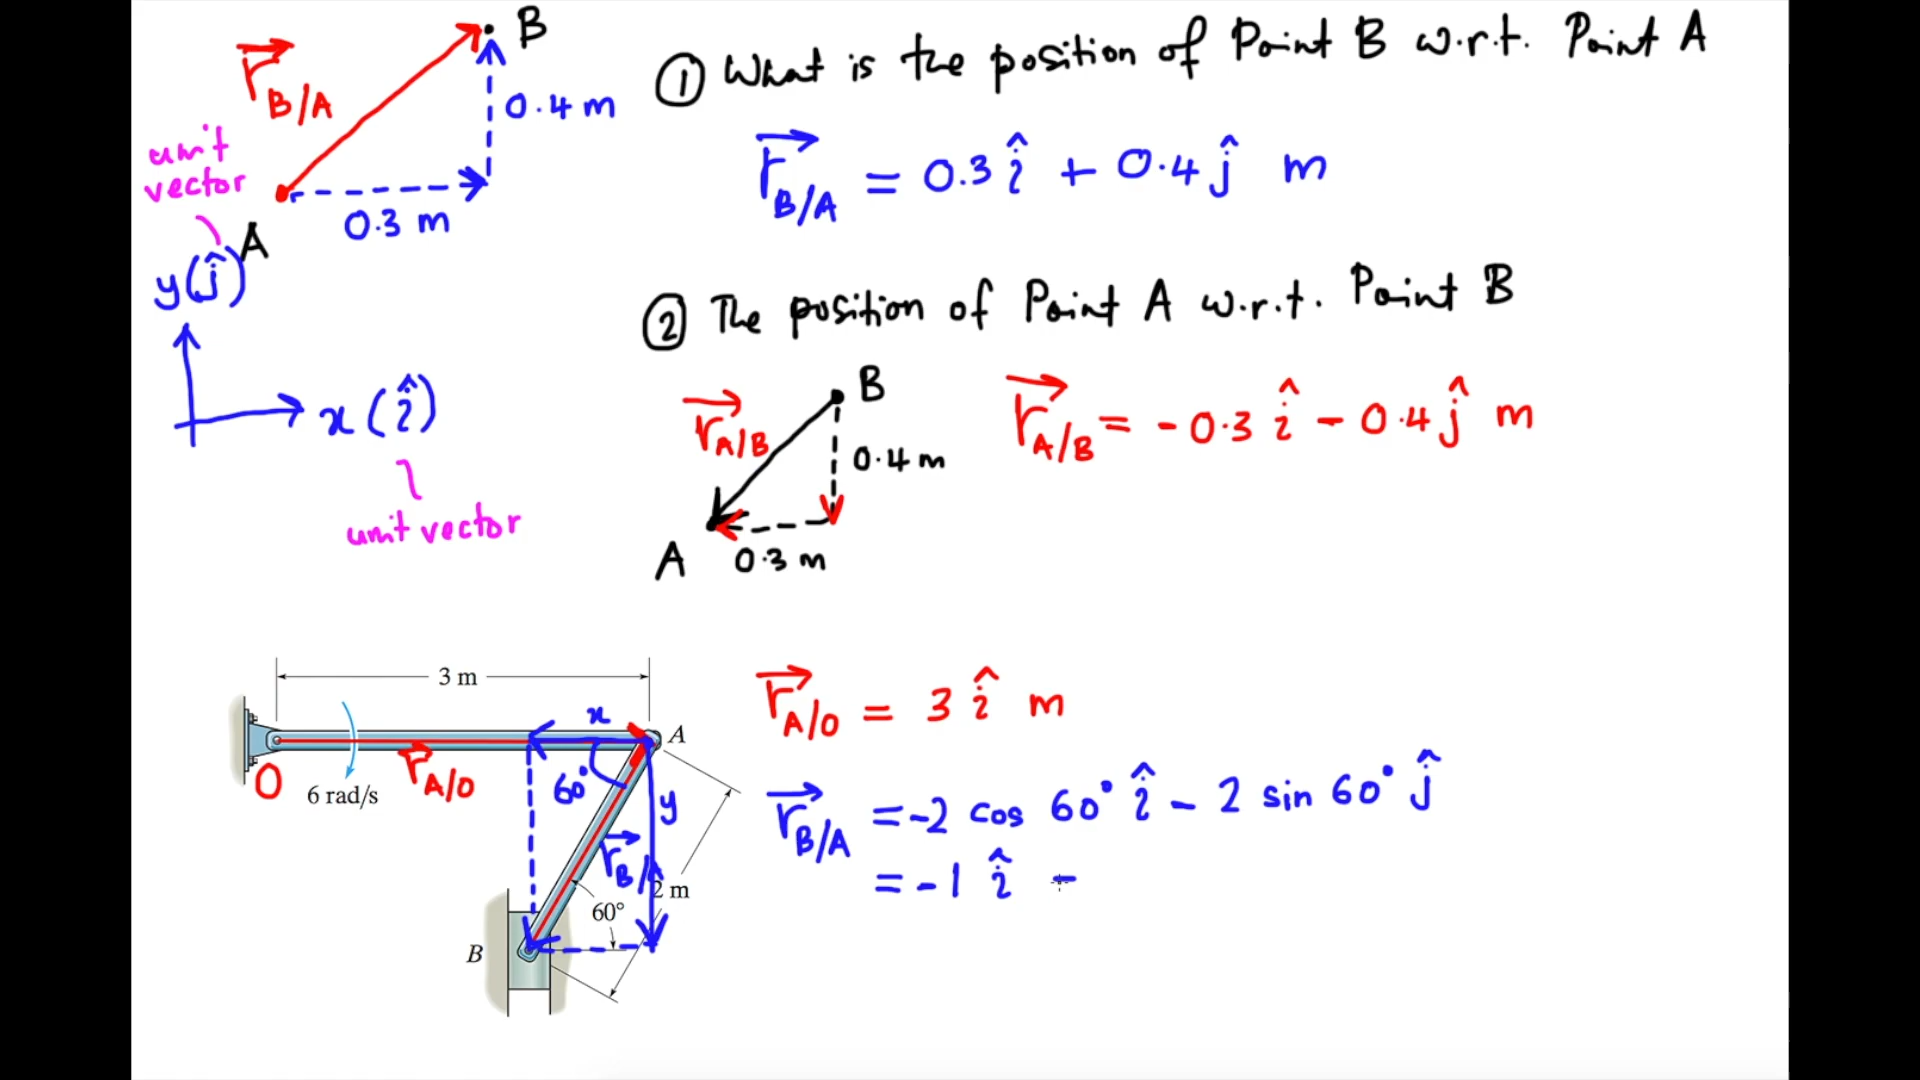 B
r B/A
0.4 m
unit
vector
0.3 m
A
y(ĵ)
x (î)
unit vector
① What is the position of Point B w.r.t. Point A
r B/A = 0.3 î + 0.4 ĵ m
② The position of Point A w.r.t. Point B
B
r A/B
0.4 m
A 0.3 m
r A/B = -0.3 î - 0.4 ĵ m
3 m
x
A
O
6 rad/s
r A/O
60°
y
r B/A
2 m
60°
B
r A/O = 3 î m
r B/A = -2 cos 60° î - 2 sin 60° ĵ
= -1 î -